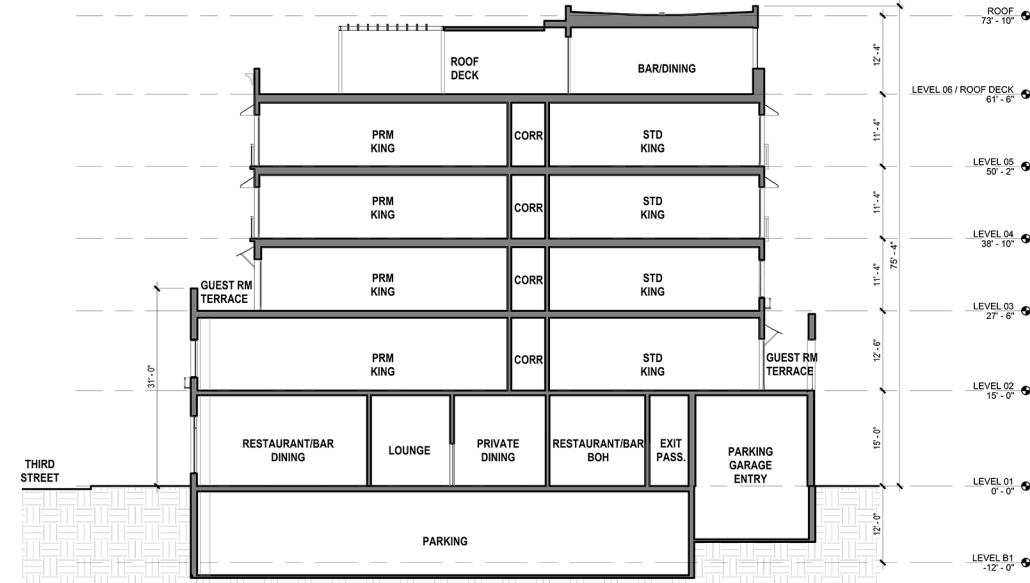 ROOF
73' - 10"
12' - 4"
ROOF
DECK
BAR/DINING
LEVEL 06 / ROOF DECK
61' - 6"
PRM
KING
CORR
STD
KING
11' - 4"
LEVEL 05
50' - 2"
PRM
KING
CORR
STD
KING
11' - 4"
LEVEL 04
38' - 10"
75' - 4"
GUEST RM
TERRACE
PRM
KING
CORR
STD
KING
11' - 4"
LEVEL 03
27' - 6"
31' - 0"
PRM
KING
CORR
STD
KING
GUEST RM
TERRACE
12' - 6"
LEVEL 02
15' - 0"
RESTAURANT/BAR
DINING
LOUNGE
PRIVATE
DINING
RESTAURANT/BAR
BOH
EXIT
PASS.
PARKING
GARAGE
ENTRY
15' - 0"
THIRD
STREET
LEVEL 01
0' - 0"
PARKING
12' - 0"
LEVEL B1
-12' - 0"